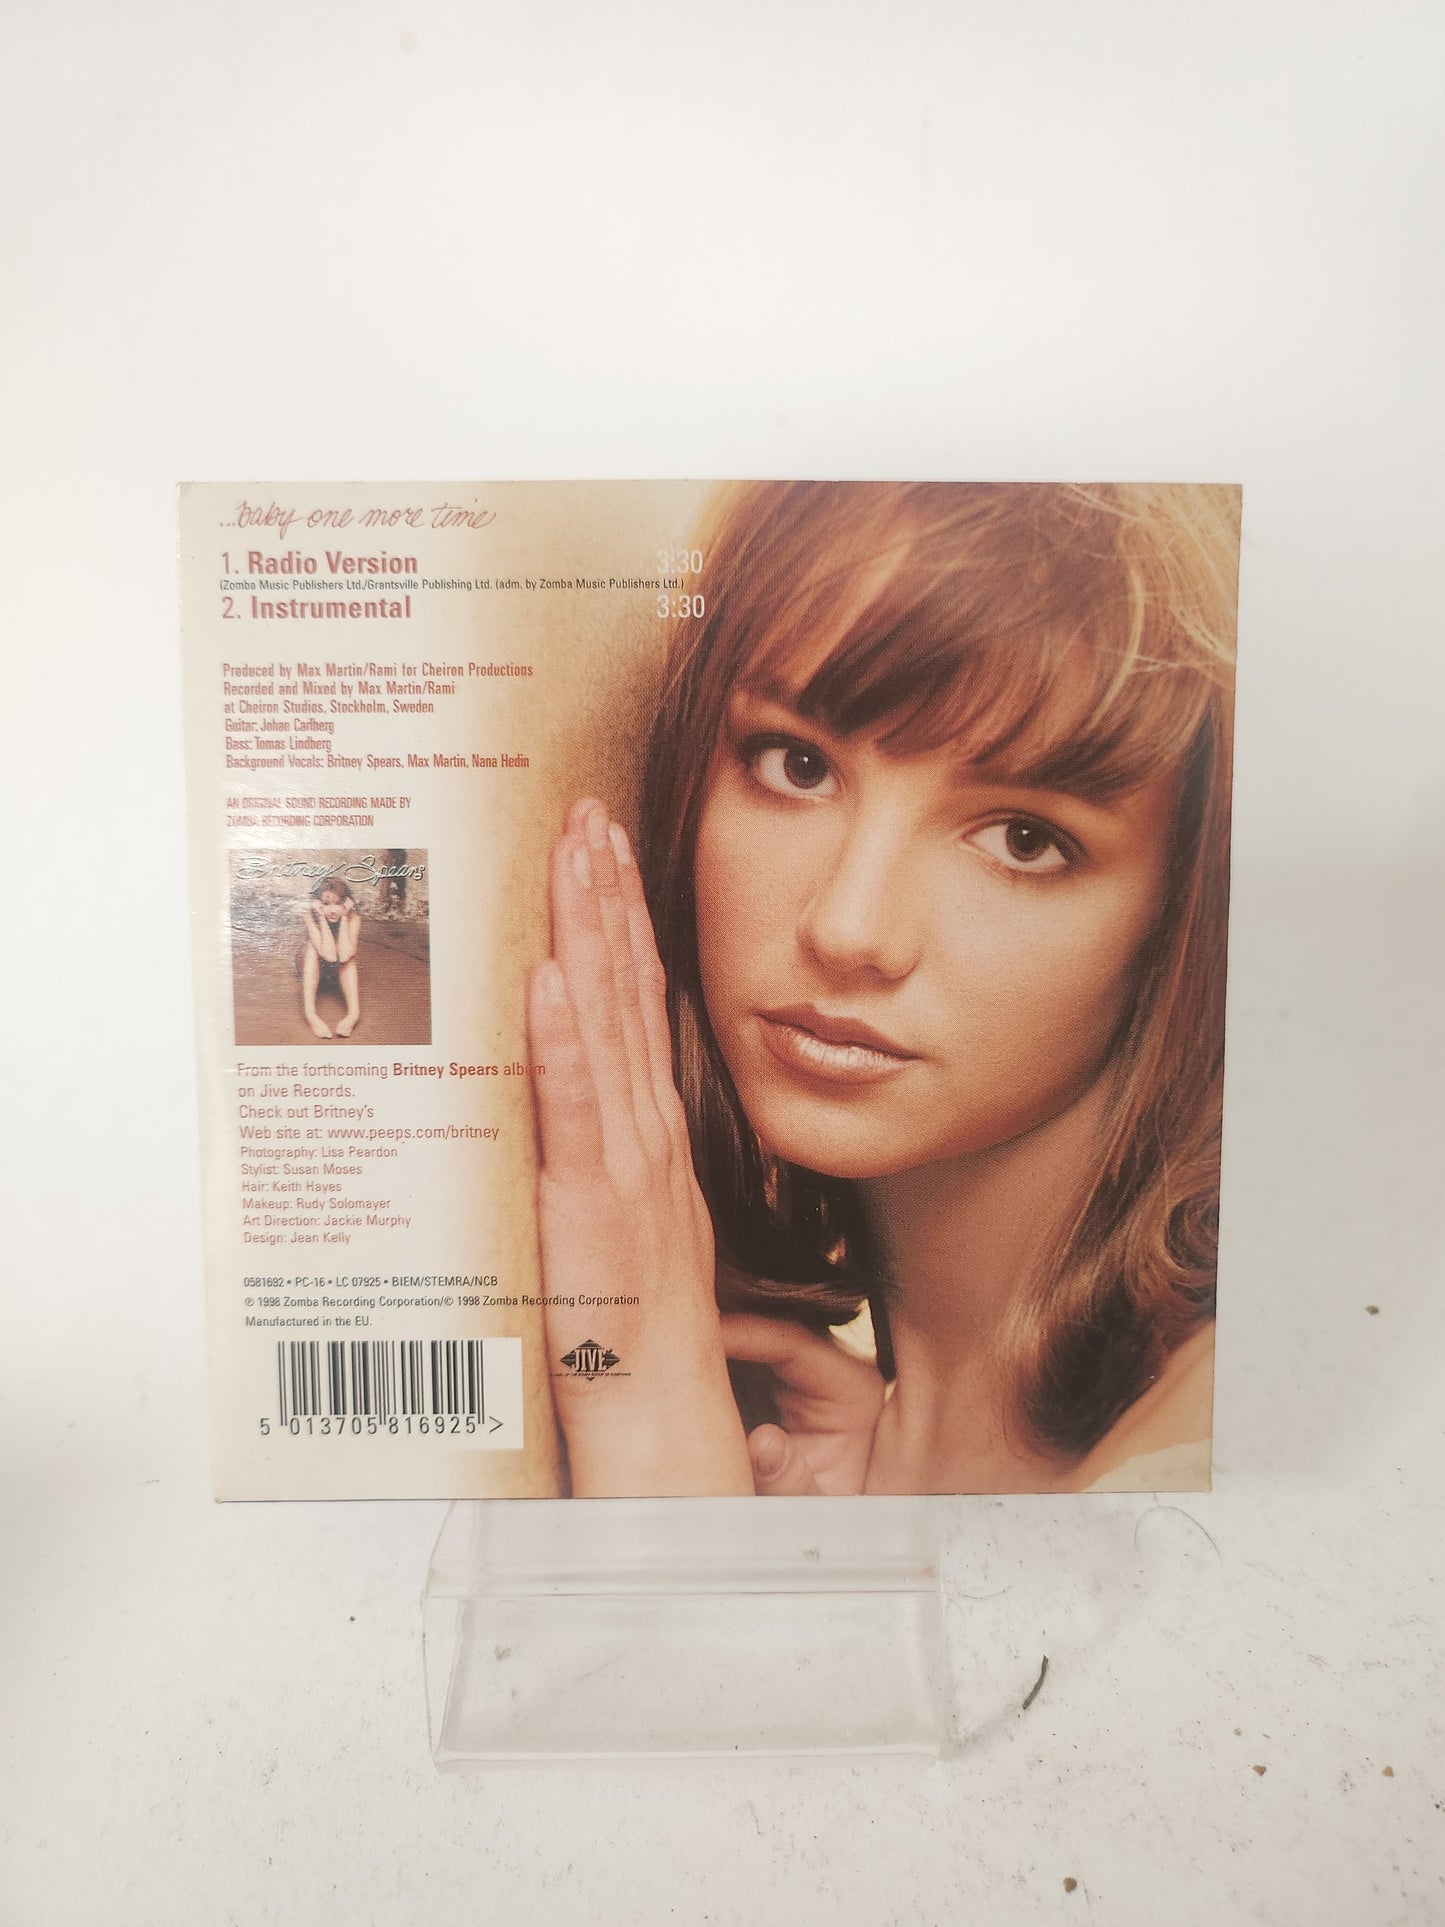 ...baby one more time
1. Radio Version 3:30
(Zomba Music Publishers Ltd./Grantsville Publishing Ltd. (adm. by Zomba Music Publishers Ltd.)
2. Instrumental 3:30
Produced by Max Martin/Rami for Cheiron Productions
Recorded and Mixed by Max Martin/Rami
at Cheiron Studios, Stockholm, Sweden
Guitar: Johan Carlberg
Bass: Tomas Lindberg
Background Vocals: Britney Spears, Max Martin, Nana Hedin
AN ORIGINAL SOUND RECORDING MADE BY
ZOMBA RECORDING CORPORATION
Britney Spears
From the forthcoming Britney Spears album
on Jive Records.
Check out Britney's
Web site at: www.peeps.com/britney
Photography: Lisa Peardon
Stylist: Susan Moses
Hair: Keith Hayes
Makeup: Rudy Solomayer
Art Direction: Jackie Murphy
Design: Jean Kelly
0581692 • PC-16 • LC 07925 • BIEM/STEMRA/NCB
℗ 1998 Zomba Recording Corporation/© 1998 Zomba Recording Corporation
Manufactured in the EU.
JIVE
5 013705 816925 >